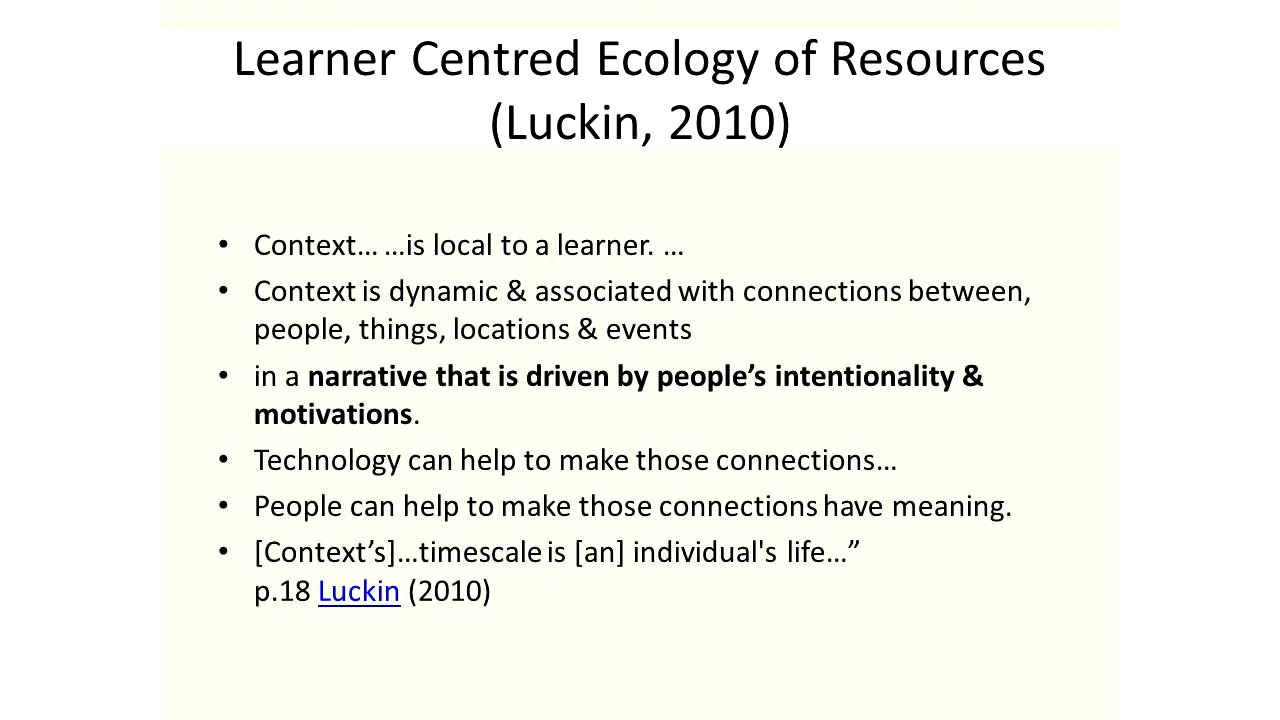 Learner Centred Ecology of Resources
(Luckin, 2010)
• Context… …is local to a learner. …
• Context is dynamic & associated with connections between,
people, things, locations & events
• in a narrative that is driven by people’s intentionality &
motivations.
• Technology can help to make those connections…
• People can help to make those connections have meaning.
• [Context’s]…timescale is [an] individual's life…”
p.18 Luckin (2010)